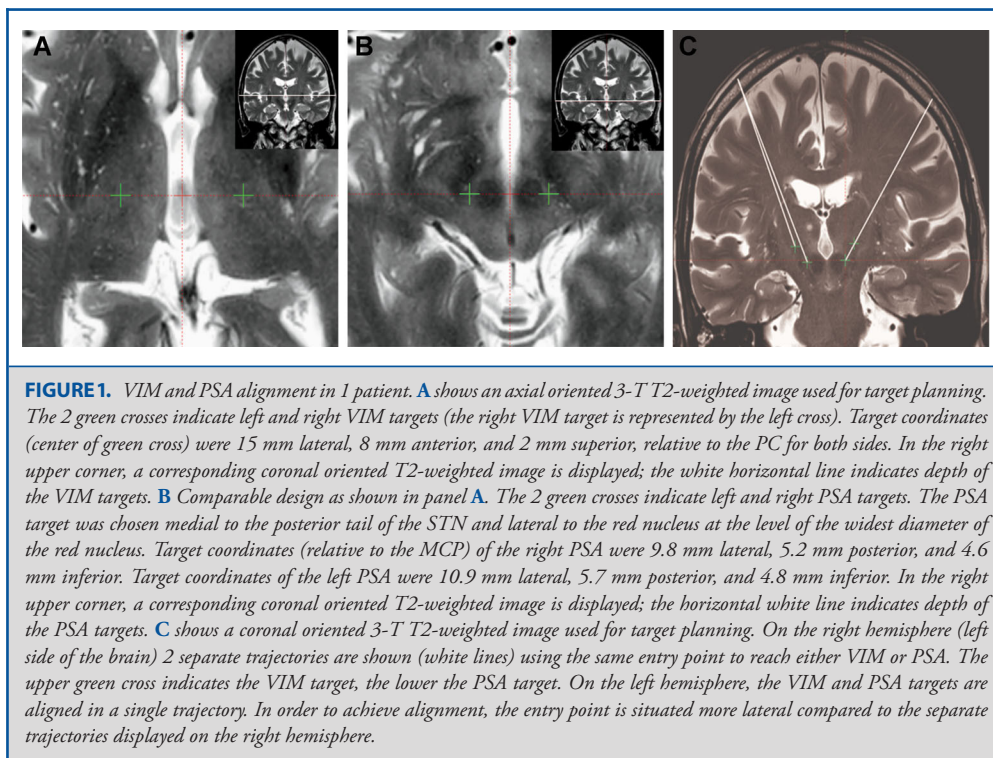 A
B
C
FIGURE 1. VIM and PSA alignment in 1 patient. A shows an axial oriented 3-T T2-weighted image used for target planning.
The 2 green crosses indicate left and right VIM targets (the right VIM target is represented by the left cross). Target coordinates
(center of green cross) were 15 mm lateral, 8 mm anterior, and 2 mm superior, relative to the PC for both sides. In the right
upper corner, a corresponding coronal oriented T2-weighted image is displayed; the white horizontal line indicates depth of
the VIM targets. B Comparable design as shown in panel A. The 2 green crosses indicate left and right PSA targets. The PSA
target was chosen medial to the posterior tail of the STN and lateral to the red nucleus at the level of the widest diameter of
the red nucleus. Target coordinates (relative to the MCP) of the right PSA were 9.8 mm lateral, 5.2 mm posterior, and 4.6
mm inferior. Target coordinates of the left PSA were 10.9 mm lateral, 5.7 mm posterior, and 4.8 mm inferior. In the right
upper corner, a corresponding coronal oriented T2-weighted image is displayed; the horizontal white line indicates depth of
the PSA targets. C shows a coronal oriented 3-T T2-weighted image used for target planning. On the right hemisphere (left
side of the brain) 2 separate trajectories are shown (white lines) using the same entry point to reach either VIM or PSA. The
upper green cross indicates the VIM target, the lower the PSA target. On the left hemisphere, the VIM and PSA targets are
aligned in a single trajectory. In order to achieve alignment, the entry point is situated more lateral compared to the separate
trajectories displayed on the right hemisphere.